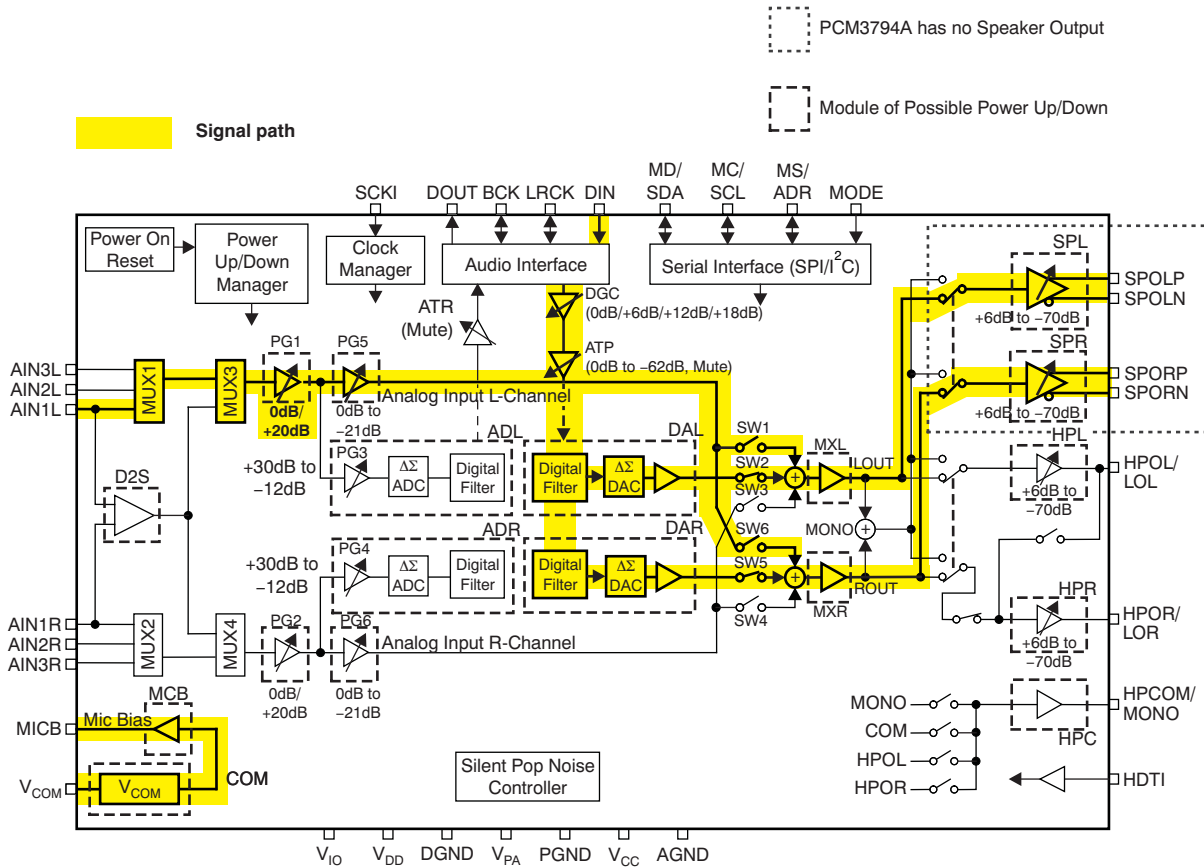 PCM3794A has no Speaker Output
Module of Possible Power Up/Down
Signal path
SCKI
DOUT
BCK
LRCK
DIN
MD/
SDA
MC/
SCL
MS/
ADR
MODE
Power On
Reset
Power
Up/Down
Manager
Clock
Manager
Audio Interface
Serial Interface (SPI/I²C)
SPL
SPOLP
SPOLN
+6dB to −70dB
ATR
(Mute)
DGC
(0dB/+6dB/+12dB/+18dB)
ATP
(0dB to −62dB, Mute)
SPR
SPORP
SPORN
+6dB to −70dB
AIN3L
AIN2L
AIN1L
MUX1
MUX3
PG1
0dB/
+20dB
PG5
0dB to
−21dB
Analog Input L-Channel
ADL
PG3
+30dB to
−12dB
ΔΣ
ADC
Digital
Filter
DAL
Digital
Filter
ΔΣ
DAC
SW1
SW2
SW3
MXL
LOUT
HPL
+6dB to
−70dB
HPOL/
LOL
D2S
MONO
ADR
PG4
+30dB to
−12dB
ΔΣ
ADC
Digital
Filter
DAR
Digital
Filter
ΔΣ
DAC
SW6
SW5
SW4
MXR
ROUT
AIN1R
AIN2R
AIN3R
MUX2
MUX4
PG2
0dB/
+20dB
PG6
0dB to
−21dB
Analog Input R-Channel
HPR
+6dB to
−70dB
HPOR/
LOR
MICB
Mic Bias
MCB
VCOM
VCOM
COM
Silent Pop Noise
Controller
MONO
COM
HPOL
HPOR
HPC
HPCOM/
MONO
HDTI
VIO
VDD
DGND
VPA
PGND
VCC
AGND